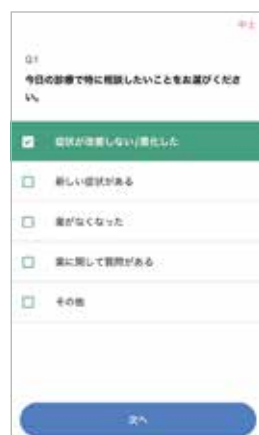 中止
Q1
今日の診療で特に相談したいことをお選びくださ
い。
症状が改善しない/悪化した
新しい症状がある
薬がなくなった
薬に関して質問がある
その他
次へ